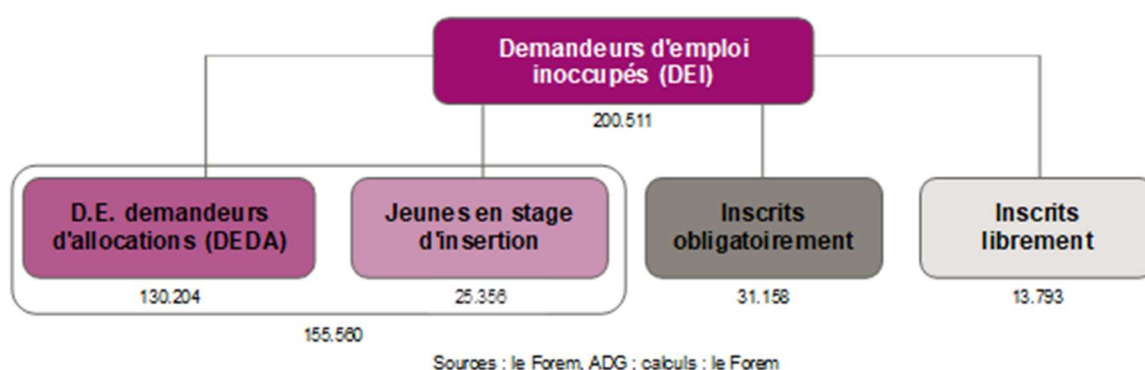 Demandeurs d'emploi
inoccupés (DEI)
200.511
D.E. demandeurs
d'allocations (DEDA)
Jeunes en stage
d'insertion
Inscrits
obligatoirement
Inscrits
librement
130.204
25.356
31.158
13.793
155.560
Sources : le Forem, ADG ; calculs : le Forem